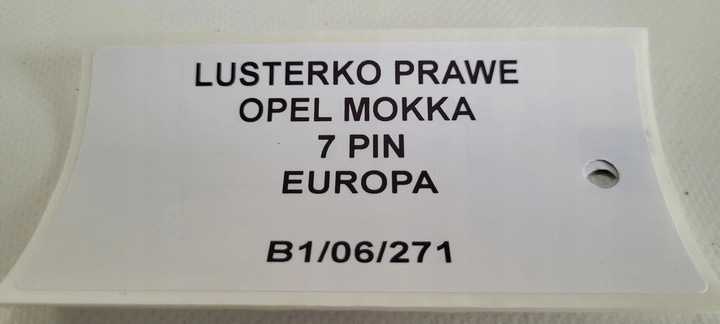 LUSTERKO PRAWE
OPEL MOKKA
7 PIN
EUROPA
B1/06/271